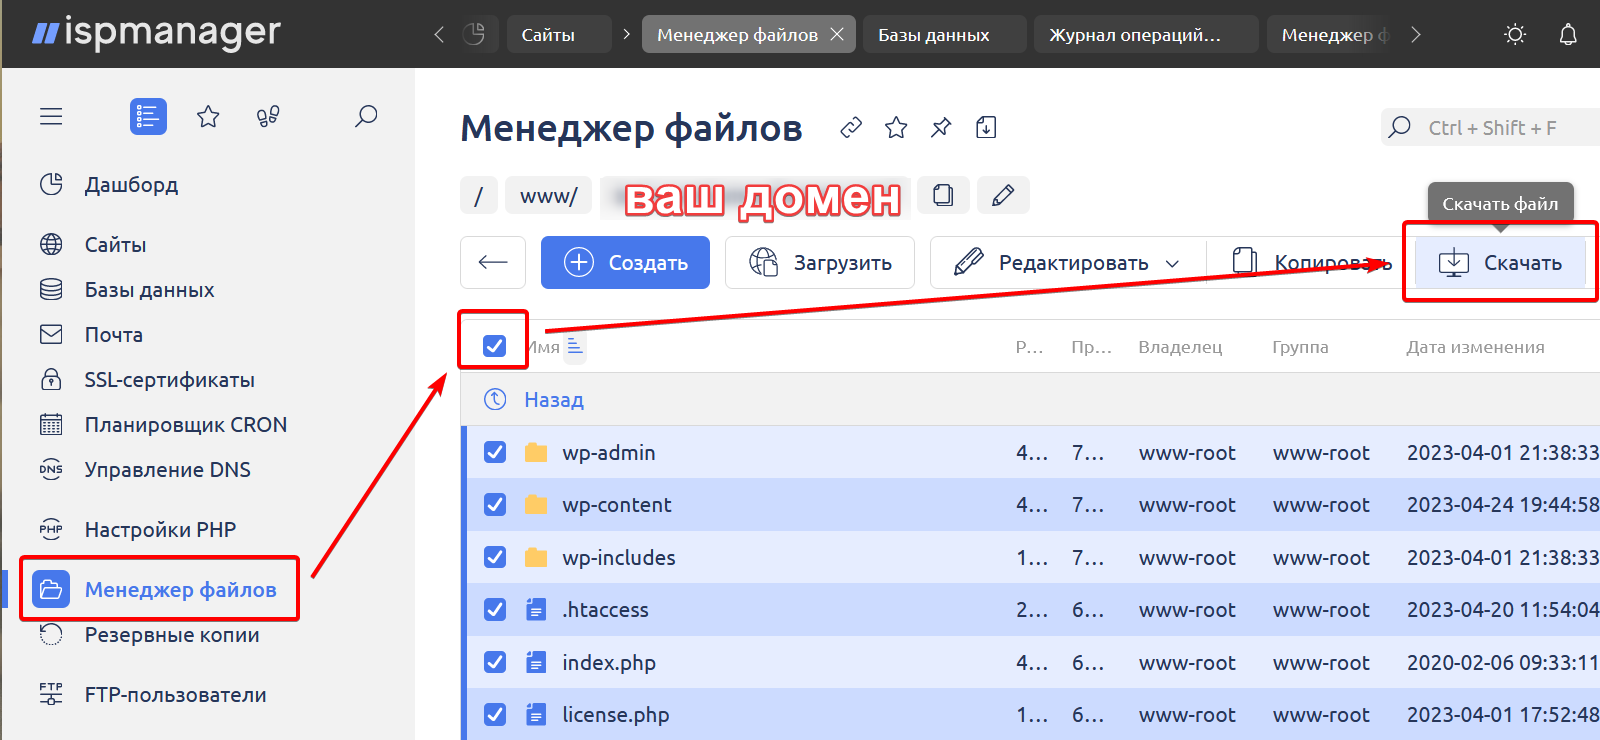 ispmanager
Сайты
Менеджер файлов
Базы данных
Журнал операций...
Менеджер ф
Менеджер файлов
Ctrl + Shift + F
Дашборд
Сайты
Базы данных
Почта
SSL-сертификаты
Планировщик CRON
DNS Управление DNS
PHP Настройки PHP
Менеджер файлов
Резервные копии
FTP FTP-пользователи
/ www/ ваш домен
Скачать файл
Создать Загрузить Редактировать Копировать Скачать
Имя Р... Пр... Владелец Группа Дата изменения
Назад
wp-admin 4... 7... www-root www-root 2023-04-01 21:38:33
wp-content 4... 7... www-root www-root 2023-04-24 19:44:58
wp-includes 1... 7... www-root www-root 2023-04-01 21:38:33
.htaccess 2... 6... www-root www-root 2023-04-20 11:54:04
index.php 4... 6... www-root www-root 2020-02-06 09:33:11
license.php 1... 6... www-root www-root 2023-04-01 17:52:48